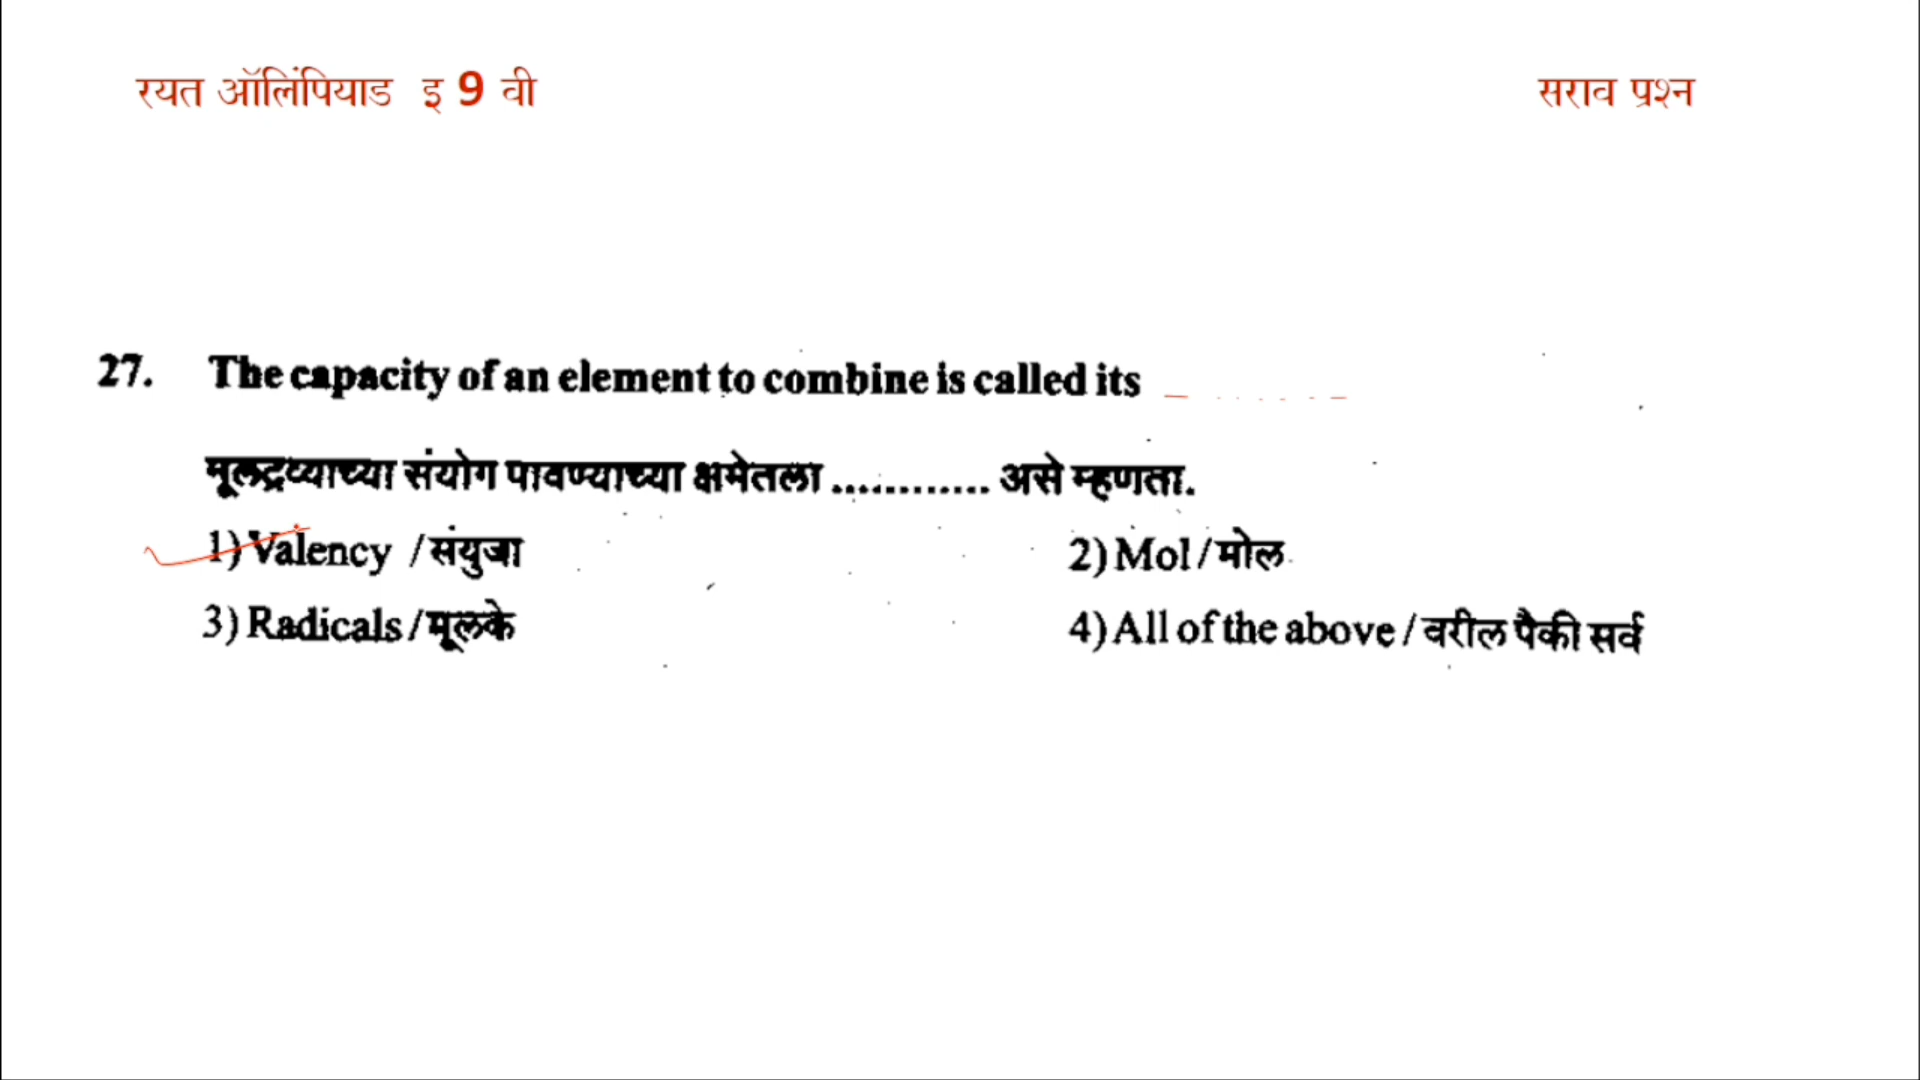 रयत ऑलिंपियाड इ 9 वी
सराव प्रश्न
27. The capacity of an element to combine is called its
मूलद्रव्याच्या संयोग पावण्याच्या क्षमेतला ............ असे म्हणता.
1) Valency / संयुजा
2) Mol / मोल
3) Radicals / मूलके
4) All of the above / वरील पैकी सर्व